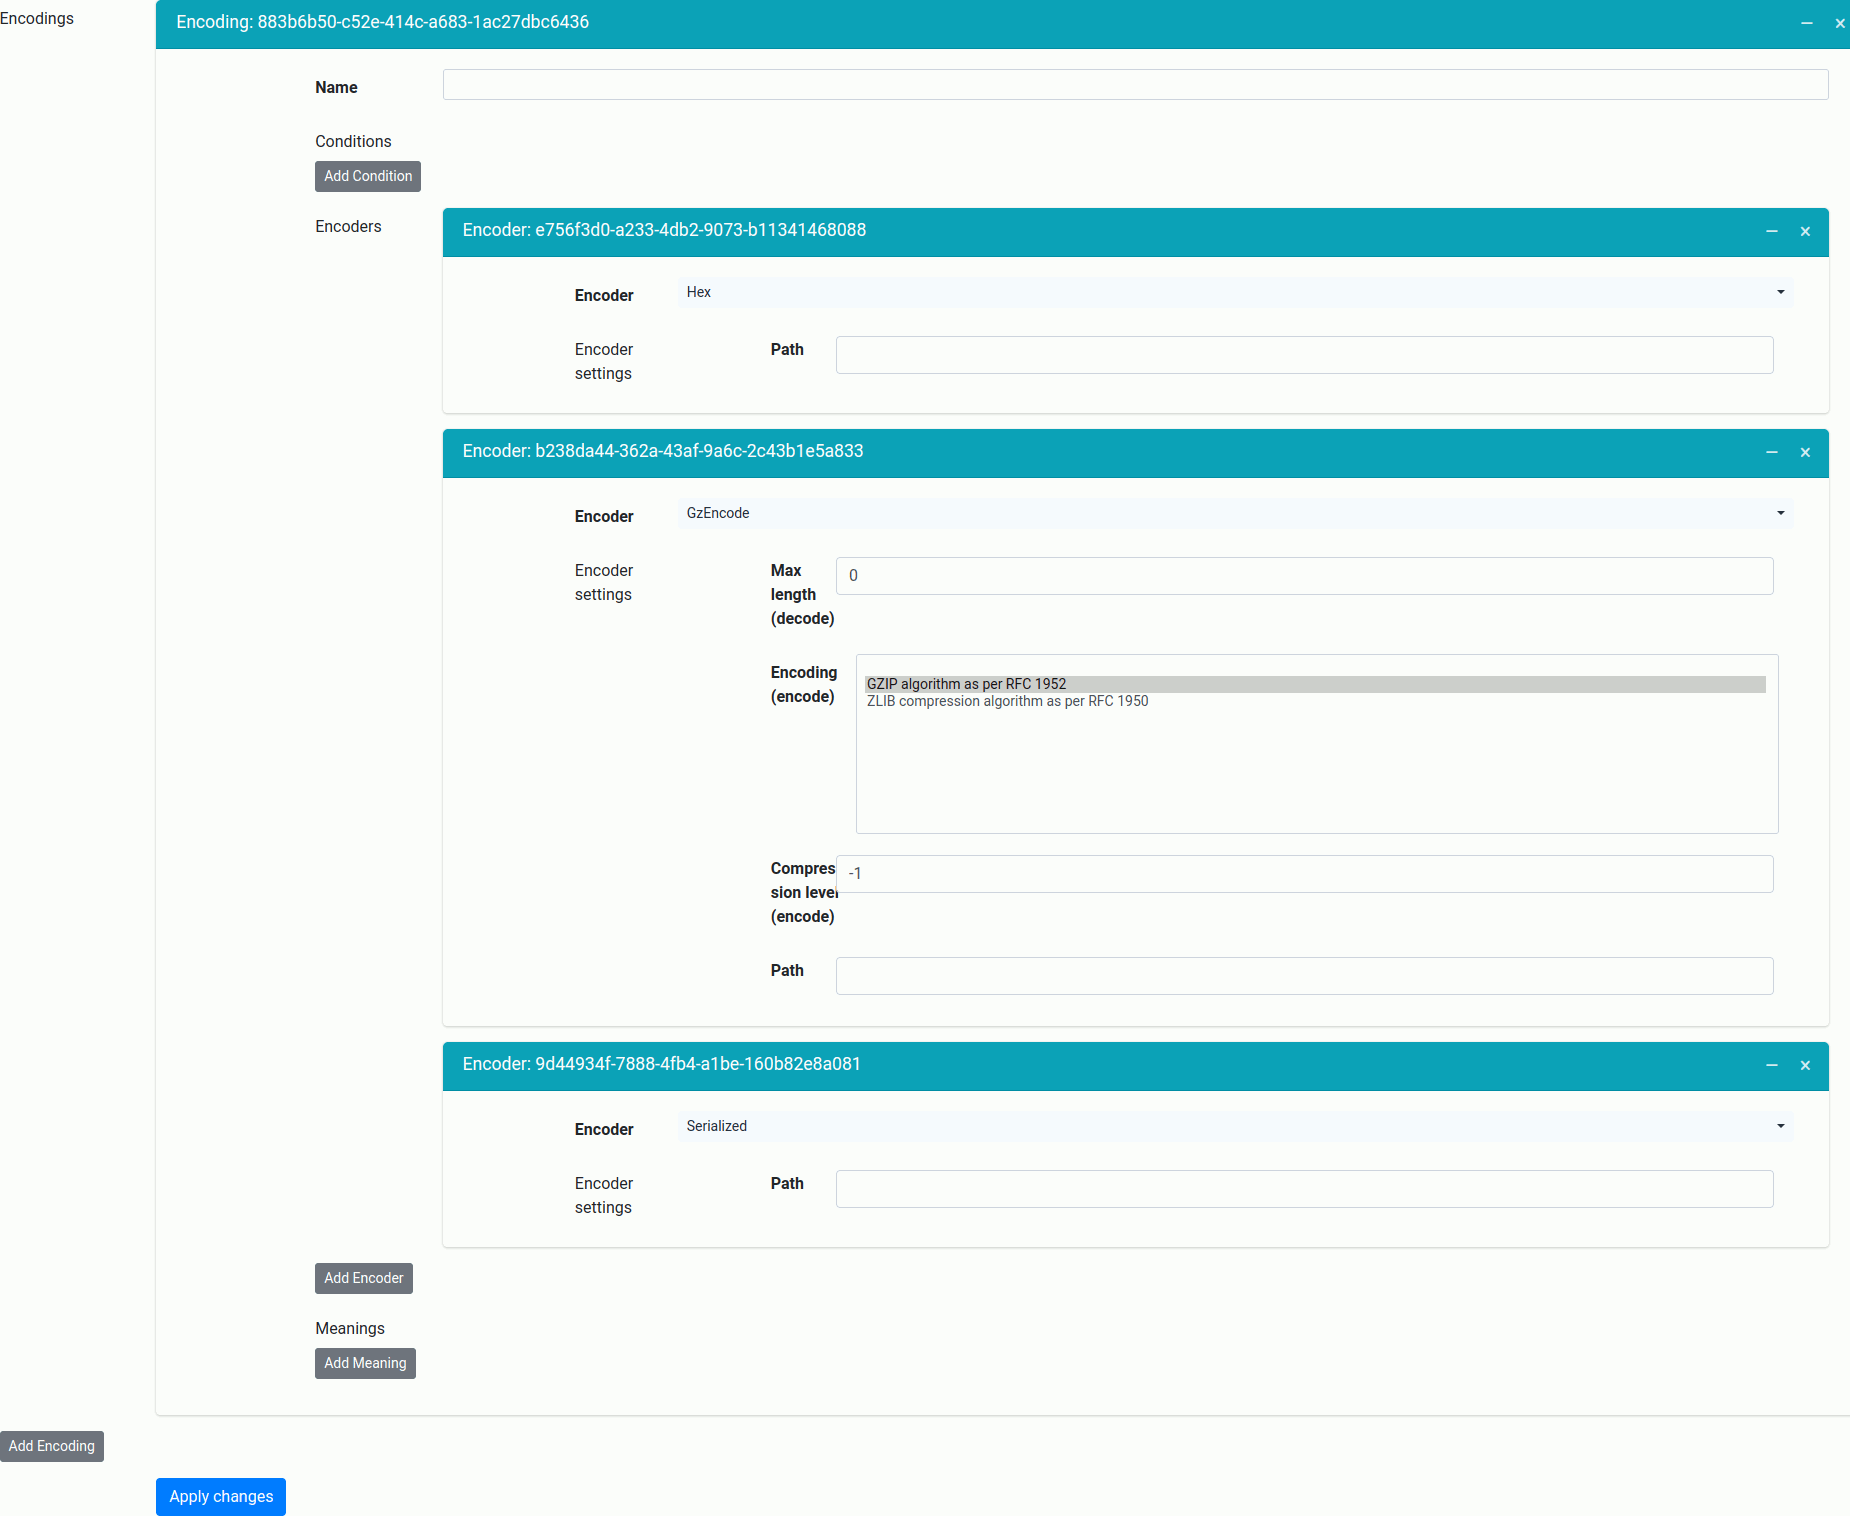 Encodings
Encoding: 883b6b50-c52e-414c-a683-1ac27dbc6436
Name
Conditions
Add Condition
Encoders
Encoder: e756f3d0-a233-4db2-9073-b11341468088
Encoder
Hex
Encoder
settings
Path
Encoder: b238da44-362a-43af-9a6c-2c43b1e5a833
Encoder
GzEncode
Encoder
settings
Max
length
(decode)
0
Encoding
(encode)
GZIP algorithm as per RFC 1952
ZLIB compression algorithm as per RFC 1950
Compres
sion level
(encode)
-1
Path
Encoder: 9d44934f-7888-4fb4-a1be-160b82e8a081
Encoder
Serialized
Encoder
settings
Path
Add Encoder
Meanings
Add Meaning
Add Encoding
Apply changes